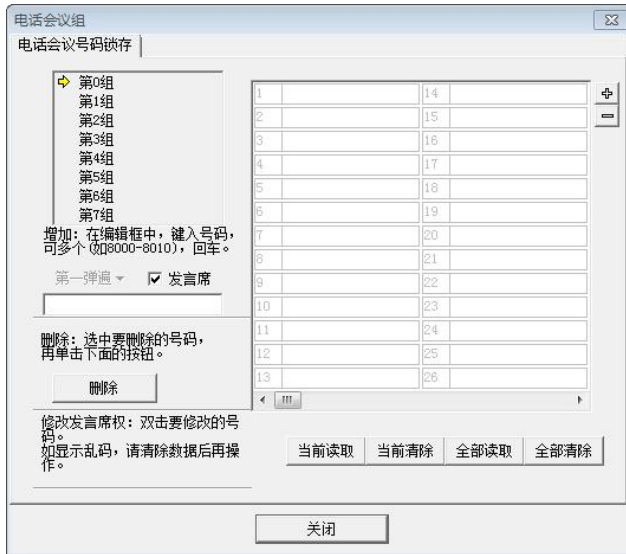 电话会议组
电话会议号码锁存
第0组
第1组
第2组
第3组
第4组
第5组
第6组
第7组
增加：在编辑框中，键入号码，
可多个(如8000-8010)，回车。
第一弹遍
发言席
删除：选中要删除的号码，
再单击下面的按钮。
删除
修改发言席权：双击要修改的号
码。
如显示乱码，请清除数据后再操
作。
1 14
2 15
3 16
4 17
5 18
6 19
7 20
8 21
9 22
10 23
11 24
12 25
13 26
当前读取 当前清除 全部读取 全部清除
关闭